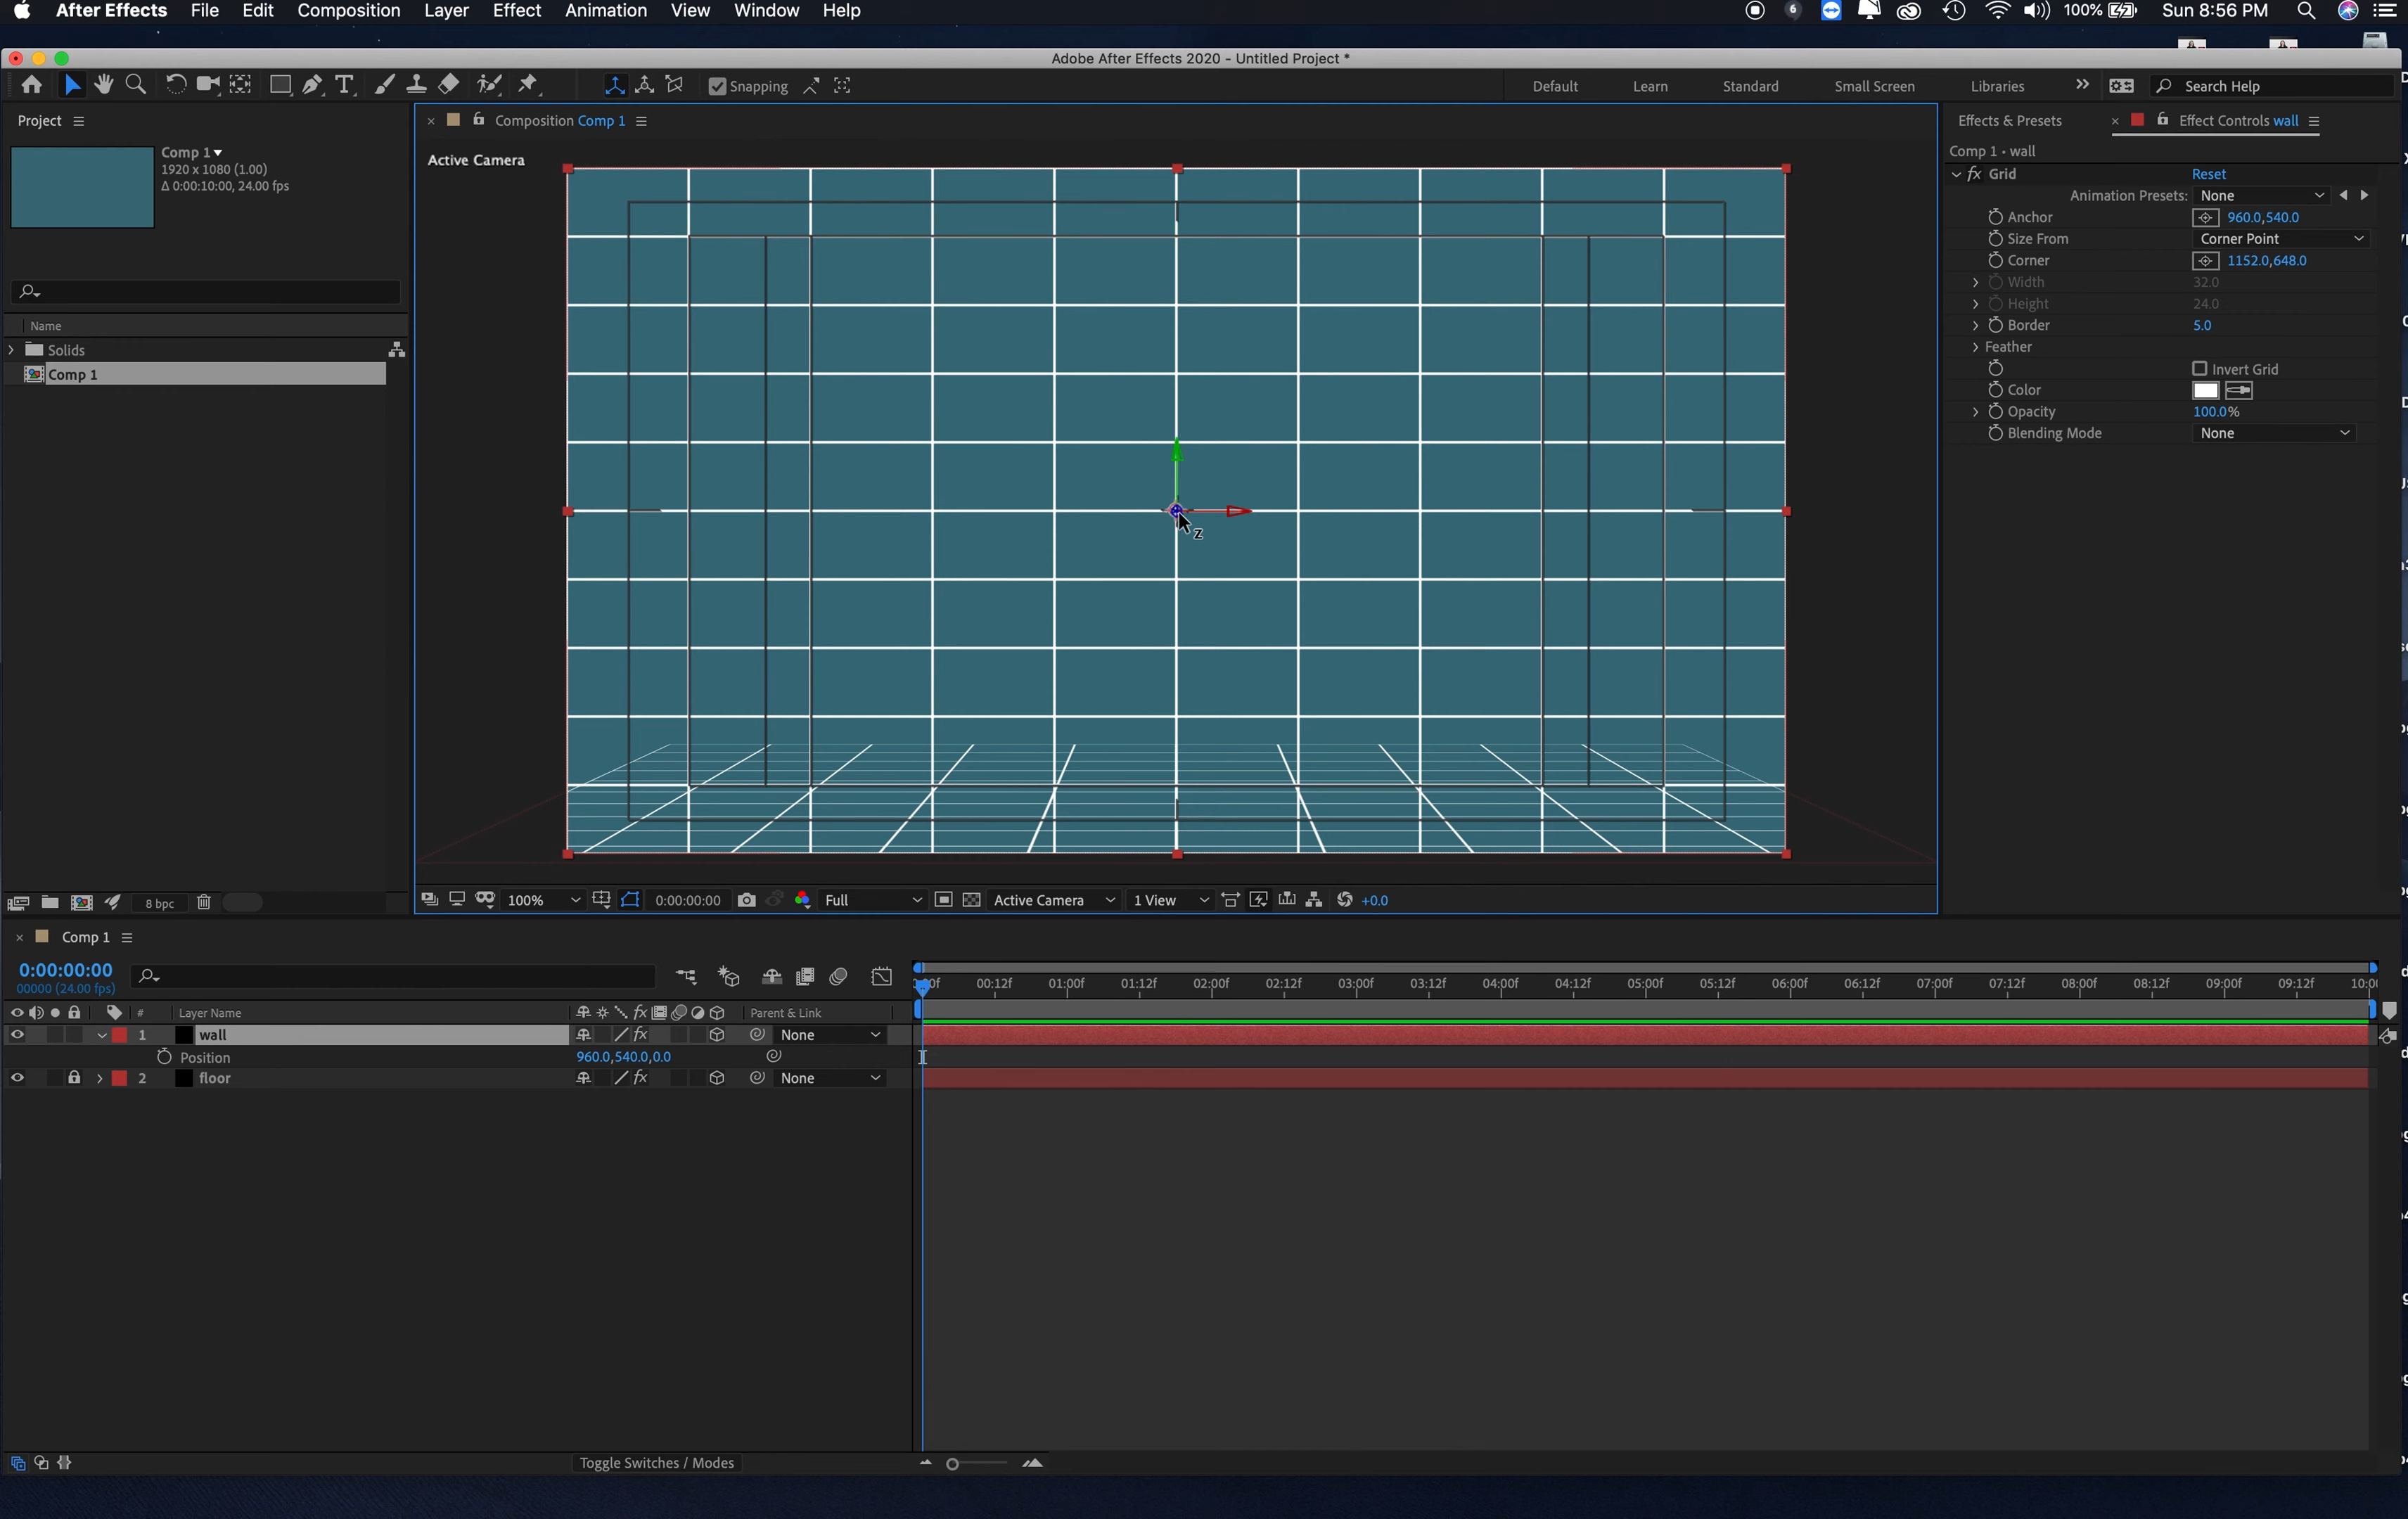 After Effects File Edit Composition Layer Effect Animation View Window Help 6 100% Sun 8:56 PM
Adobe After Effects 2020 - Untitled Project *
Snapping Default Learn Standard Small Screen Libraries Search Help
Project
Comp 1
1920 x 1080 (1.00)
Δ 0:00:10:00, 24.00 fps
Name
Solids
Comp 1
8 bpc
Composition Comp 1
Active Camera
z
100% 0:00:00:00 Full Active Camera 1 View +0.0
Effects & Presets Effect Controls wall
Comp 1 • wall
fx Grid Reset
Animation Presets: None
Anchor 960.0,540.0
Size From Corner Point
Corner 1152.0,648.0
Width 32.0
Height 24.0
Border 5.0
Feather
Invert Grid
Color
Opacity 100.0%
Blending Mode None
Comp 1
0:00:00:00
00000 (24.00 fps)
00:12f 01:00f 01:12f 02:00f 02:12f 03:00f 03:12f 04:00f 04:12f 05:00f 05:12f 06:00f 06:12f 07:00f 07:12f 08:00f 08:12f 09:00f 09:12f
# Layer Name fx Parent & Link
1 wall fx None
Position 960.0,540.0,0.0
2 floor fx None
Toggle Switches / Modes